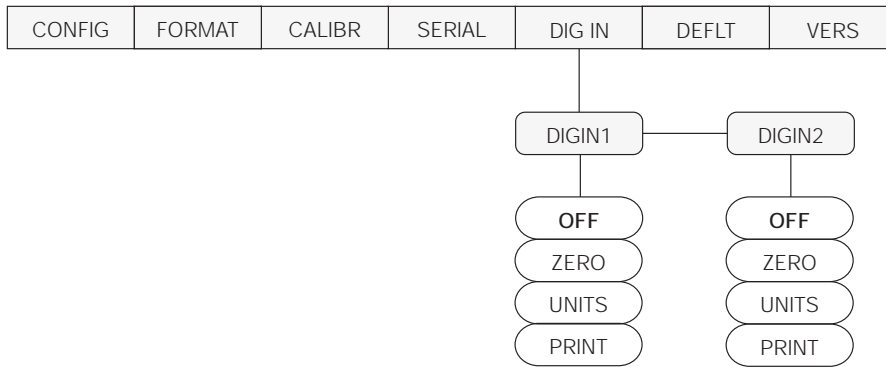 CONFIG FORMAT CALIBR SERIAL DIG IN DEFLT VERS
DIGIN1 DIGIN2
OFF OFF
ZERO ZERO
UNITS UNITS
PRINT PRINT